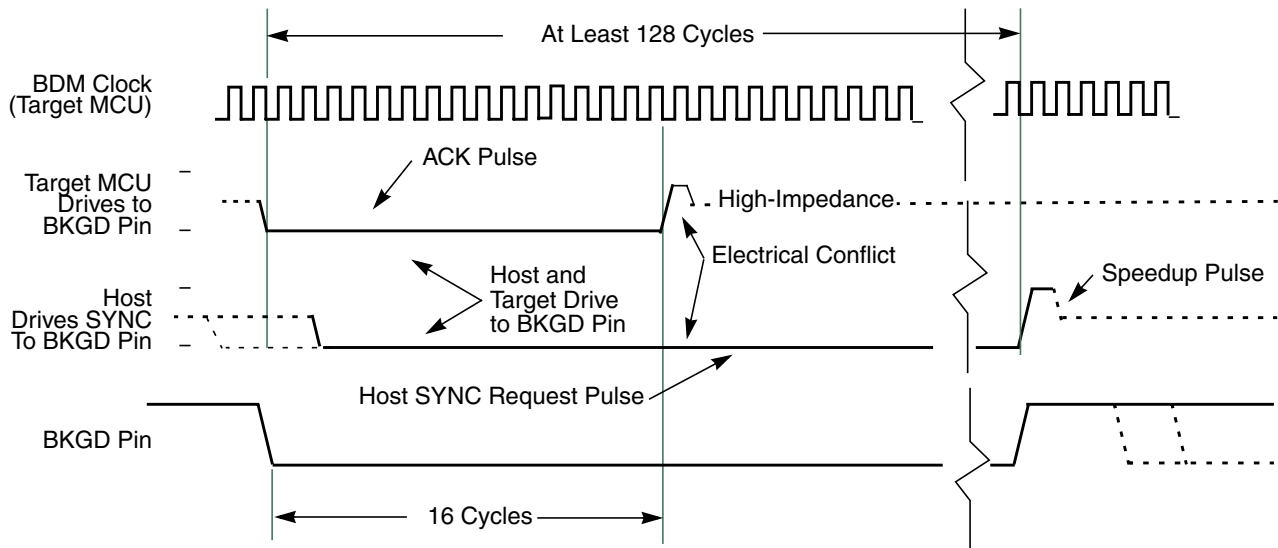 At Least 128 Cycles
BDM Clock
(Target MCU)
ACK Pulse
Target MCU
Drives to
BKGD Pin
High-Impedance
Electrical Conflict
Host and
Target Drive
to BKGD Pin
Speedup Pulse
Host
Drives SYNC
To BKGD Pin
Host SYNC Request Pulse
BKGD Pin
16 Cycles